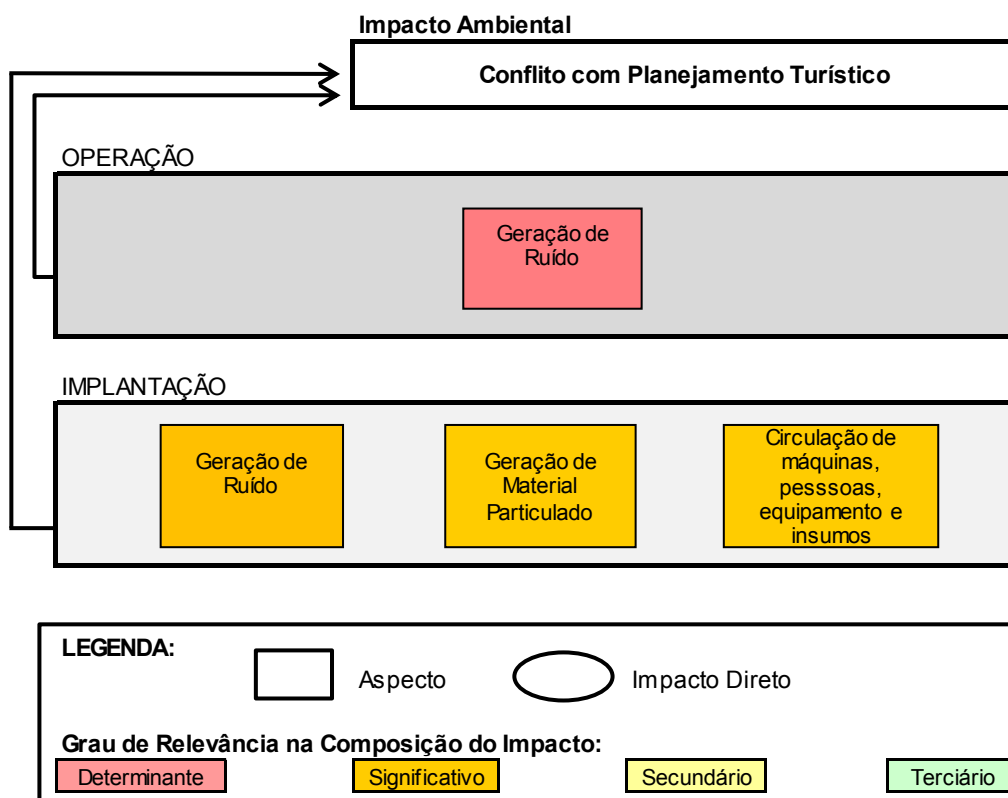 Impacto Ambiental
Conflito com Planejamento Turístico
OPERAÇÃO
Geração de
Ruído
IMPLANTAÇÃO
Geração de
Ruído
Geração de
Material
Particulado
Circulação de
máquinas,
pesssoas,
equipamento e
insumos
LEGENDA:
Aspecto
Impacto Direto
Grau de Relevância na Composição do Impacto:
Determinante
Significativo
Secundário
Terciário